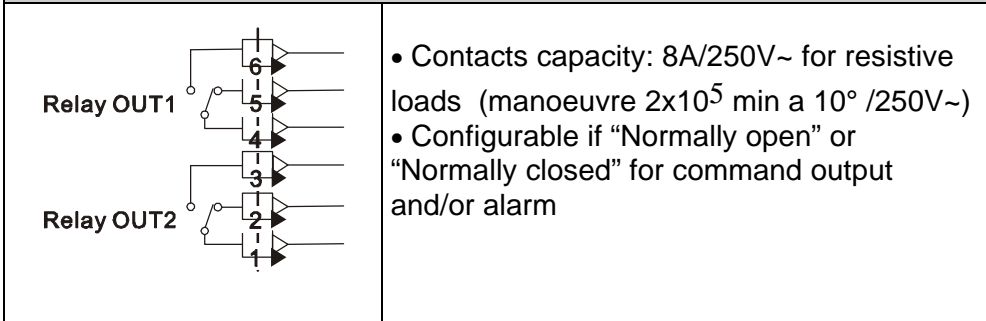 6
Relay OUT1
5
4
3
Relay OUT2
2
1
• Contacts capacity: 8A/250V~ for resistive
loads (manoeuvre 2x10⁵ min a 10° /250V~)
• Configurable if “Normally open” or
“Normally closed” for command output
and/or alarm